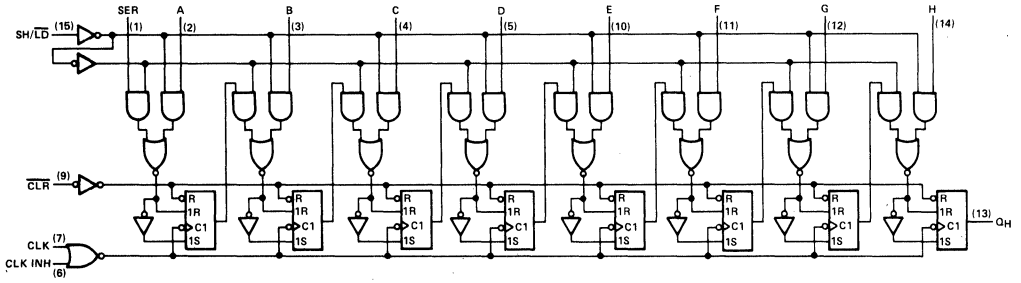 SER A B C D E F G H
SH/LD (15) (1) (2) (3) (4) (5) (10) (11) (12) (14)
CLR (9)
R R R R R R R R
1R 1R 1R 1R 1R 1R 1R 1R
C1 C1 C1 C1 C1 C1 C1 C1
1S 1S 1S 1S 1S 1S 1S 1S
(13) QH
CLK (7)
CLK INH (6)